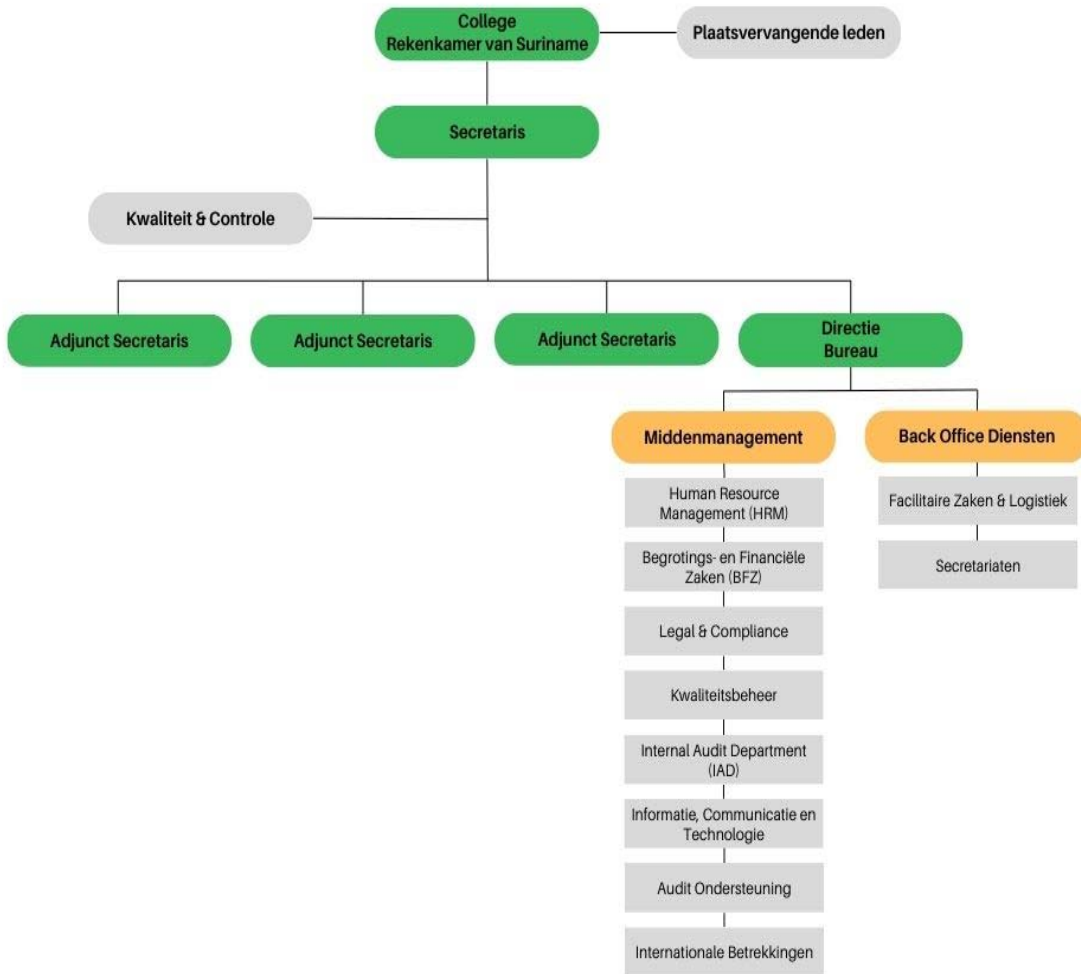 College
Rekenkamer van Suriname
Plaatsvervangende leden
Secretaris
Kwaliteit & Controle
Adjunct Secretaris
Adjunct Secretaris
Adjunct Secretaris
Directie
Bureau
Middenmanagement
Back Office Diensten
Human Resource
Management (HRM)
Begrotings- en Financiële
Zaken (BFZ)
Legal & Compliance
Kwaliteitsbeheer
Internal Audit Department
(IAD)
Informatie, Communicatie en
Technologie
Audit Ondersteuning
Internationale Betrekkingen
Facilitaire Zaken & Logistiek
Secretariaten